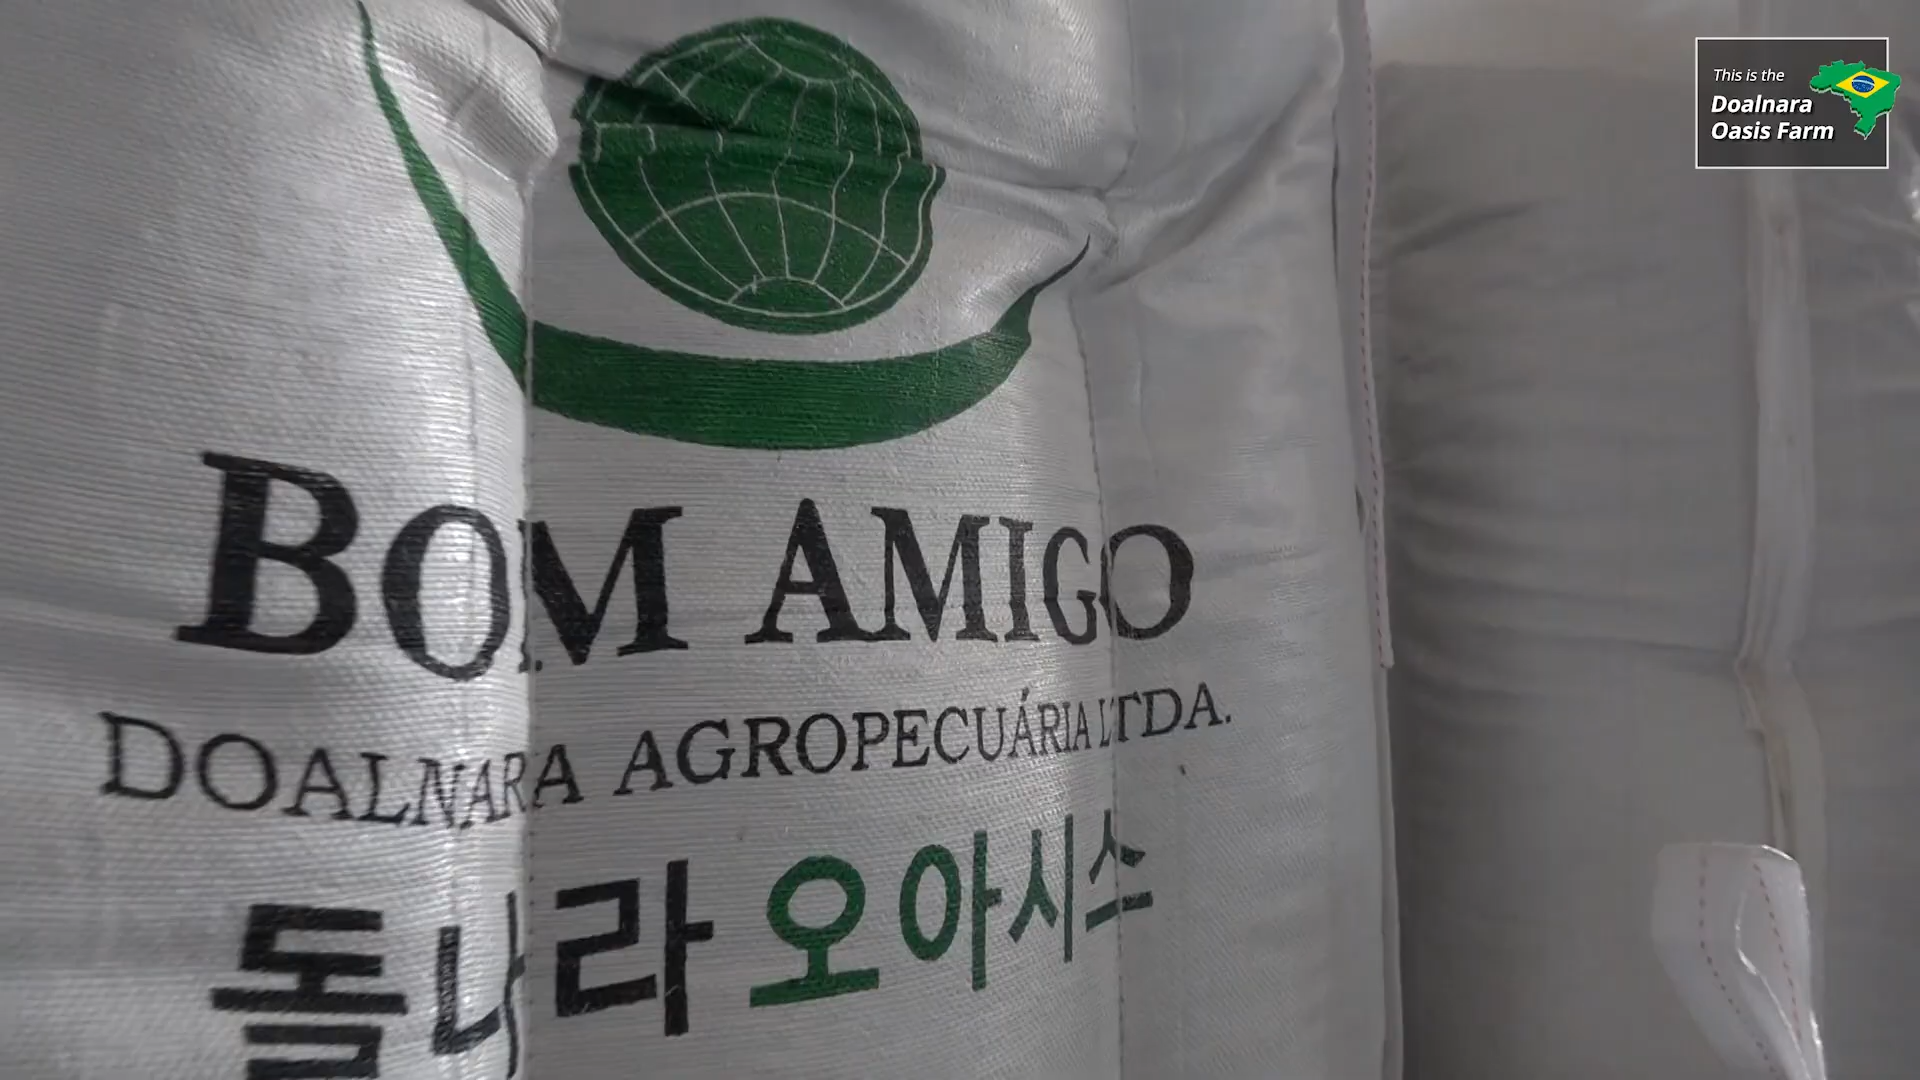 This is the
Doalnara
Oasis Farm
BOM AMIGO
DOALNARA AGROPECUÁRIA LTDA.
돌나라 오아시스